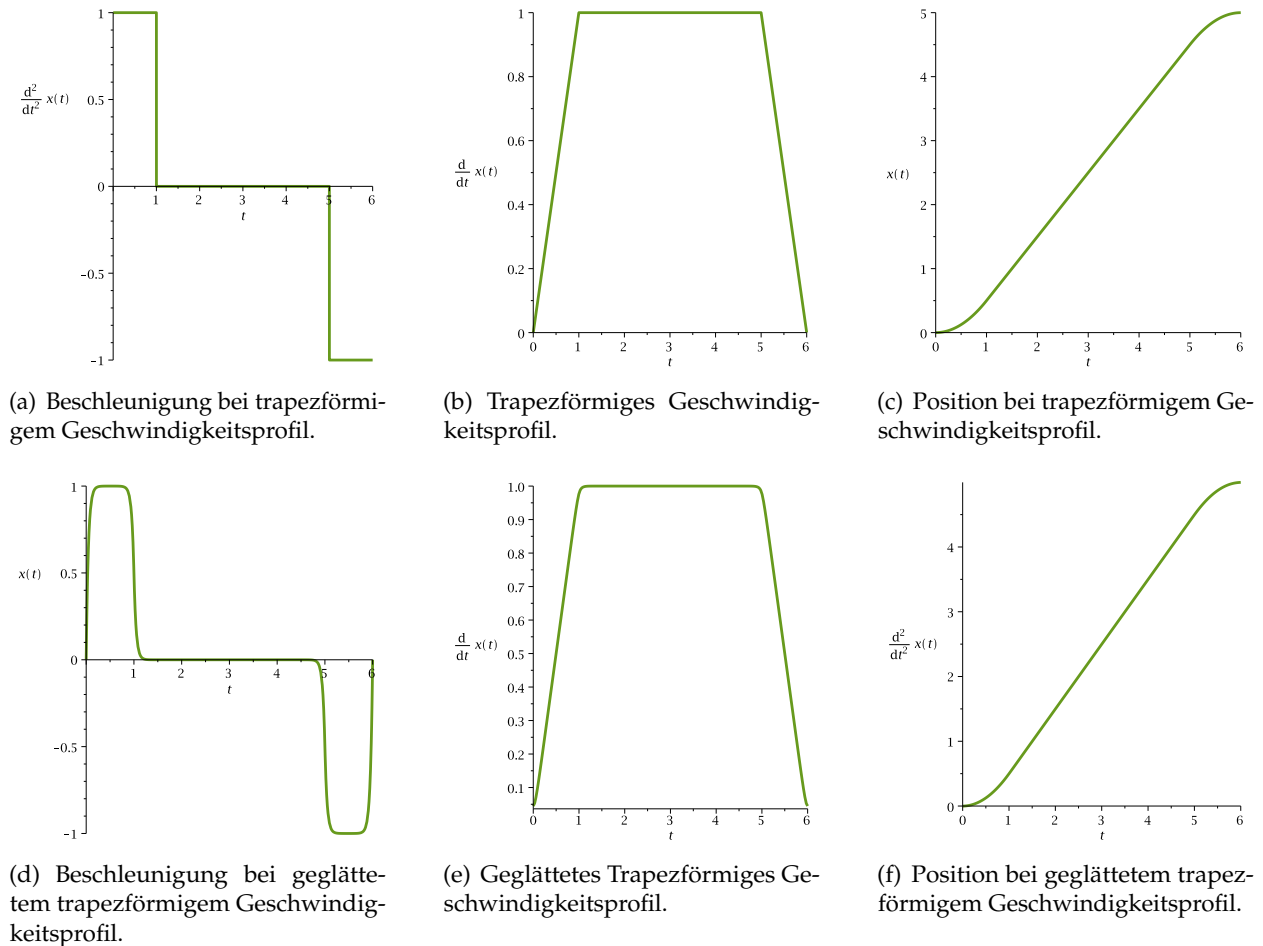 1
0.5
d²/dt² x(t)
0
1 2 3 4 5 6
t
-0.5
-1
(a) Beschleunigung bei trapezförmi-
gem Geschwindigkeitsprofil.
1
0.8
0.6
d/dt x(t)
0.4
0.2
0
0 1 2 3 4 5 6
t
(b) Trapezförmiges Geschwindig-
keitsprofil.
5
4
3
x(t)
2
1
0
0 1 2 3 4 5 6
t
(c) Position bei trapezförmigem Ge-
schwindigkeitsprofil.
1
x(t) 0.5
0
1 2 3 4 5 6
t
-0.5
-1
(d) Beschleunigung bei geglätte-
tem trapezförmigem Geschwindig-
keitsprofil.
1.0
0.9
0.8
0.7
0.6
d/dt x(t)
0.5
0.4
0.3
0.2
0.1
0 1 2 3 4 5 6
t
(e) Geglättetes Trapezförmiges Ge-
schwindigkeitsprofil.
4
3
d²/dt² x(t)
2
1
0
0 1 2 3 4 5 6
t
(f) Position bei geglättetem trapez-
förmigem Geschwindigkeitsprofil.